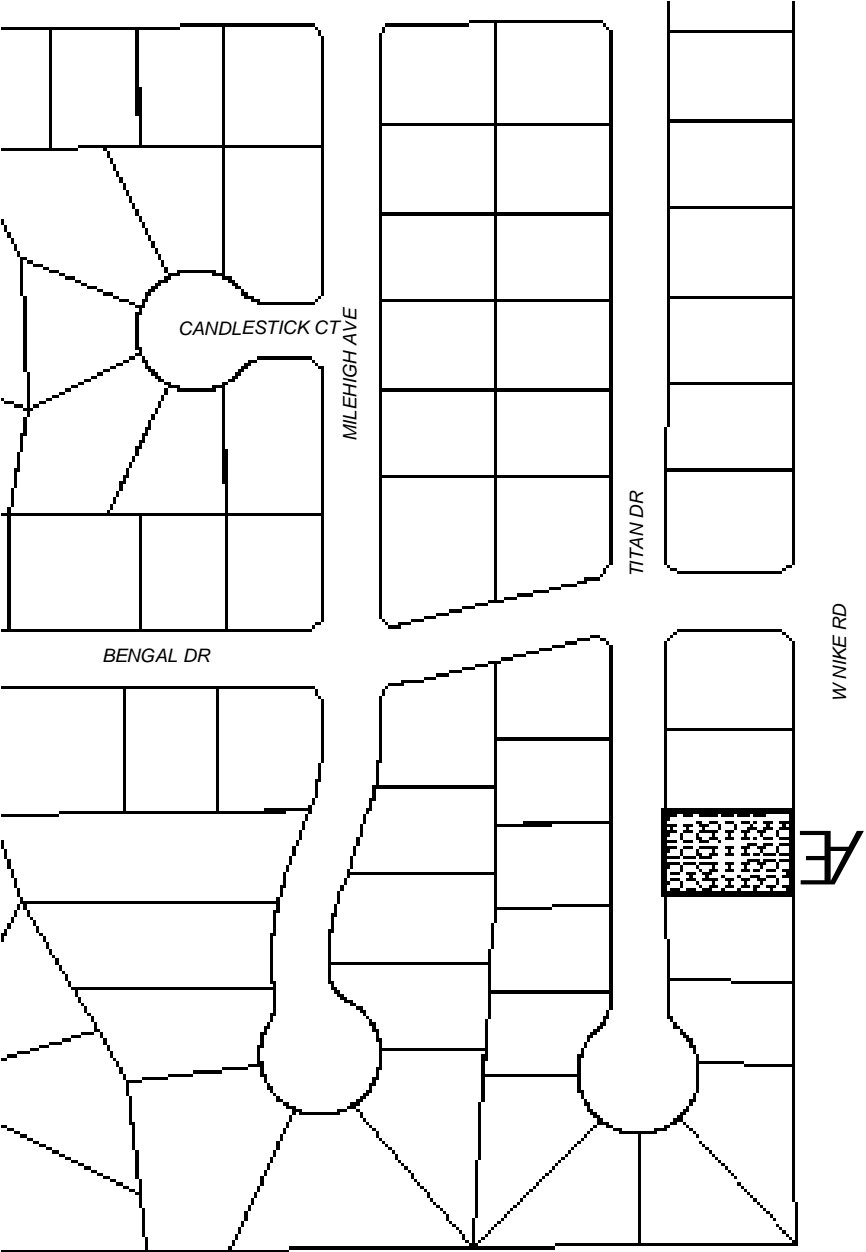 CANDLESTICK CT
MILEHIGH AVE
TITAN DR
W NIKE RD
BENGAL DR
Æ